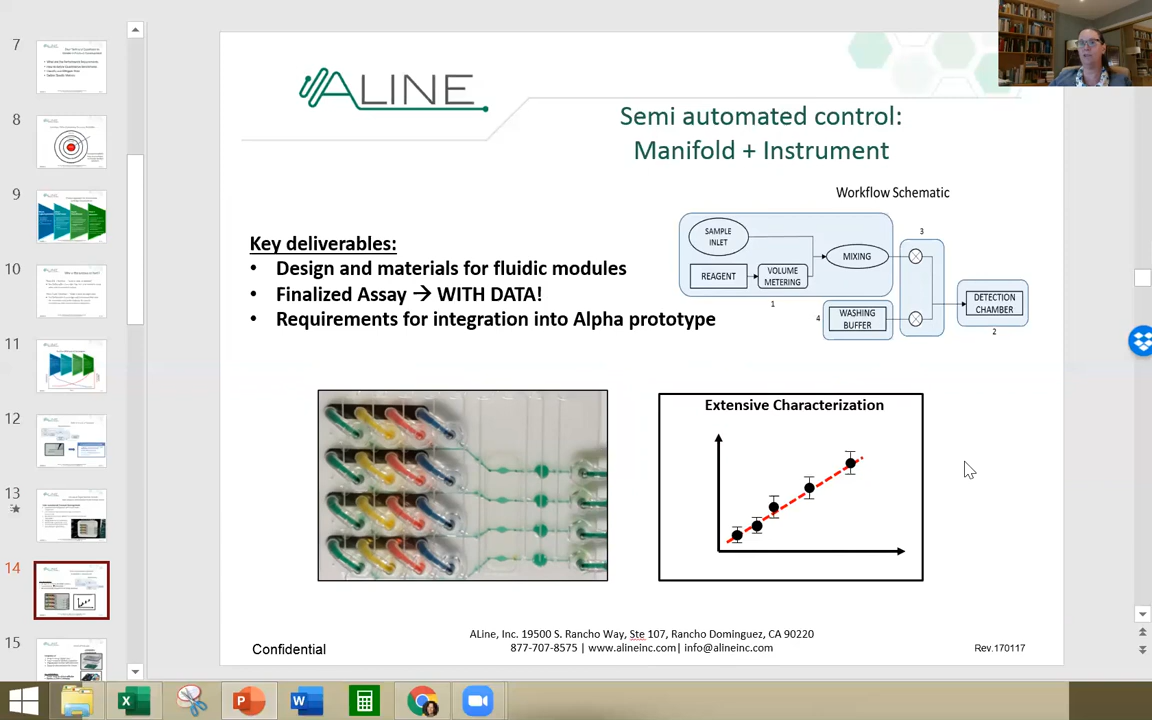 7
8
9
10
11
12
13
14
15
ALINE
Semi automated control:
Manifold + Instrument
Key deliverables:
• Design and materials for fluidic modules
• Finalized Assay → WITH DATA!
• Requirements for integration into Alpha prototype
Workflow Schematic
SAMPLE
INLET
REAGENT
VOLUME
METERING
MIXING
1
3
4
WASHING
BUFFER
DETECTION
CHAMBER
2
Extensive Characterization
Confidential
ALine, Inc. 19500 S. Rancho Way, Ste 107, Rancho Dominguez, CA 90220
877-707-8575 | www.alineinc.com| info@alineinc.com
Rev.170117